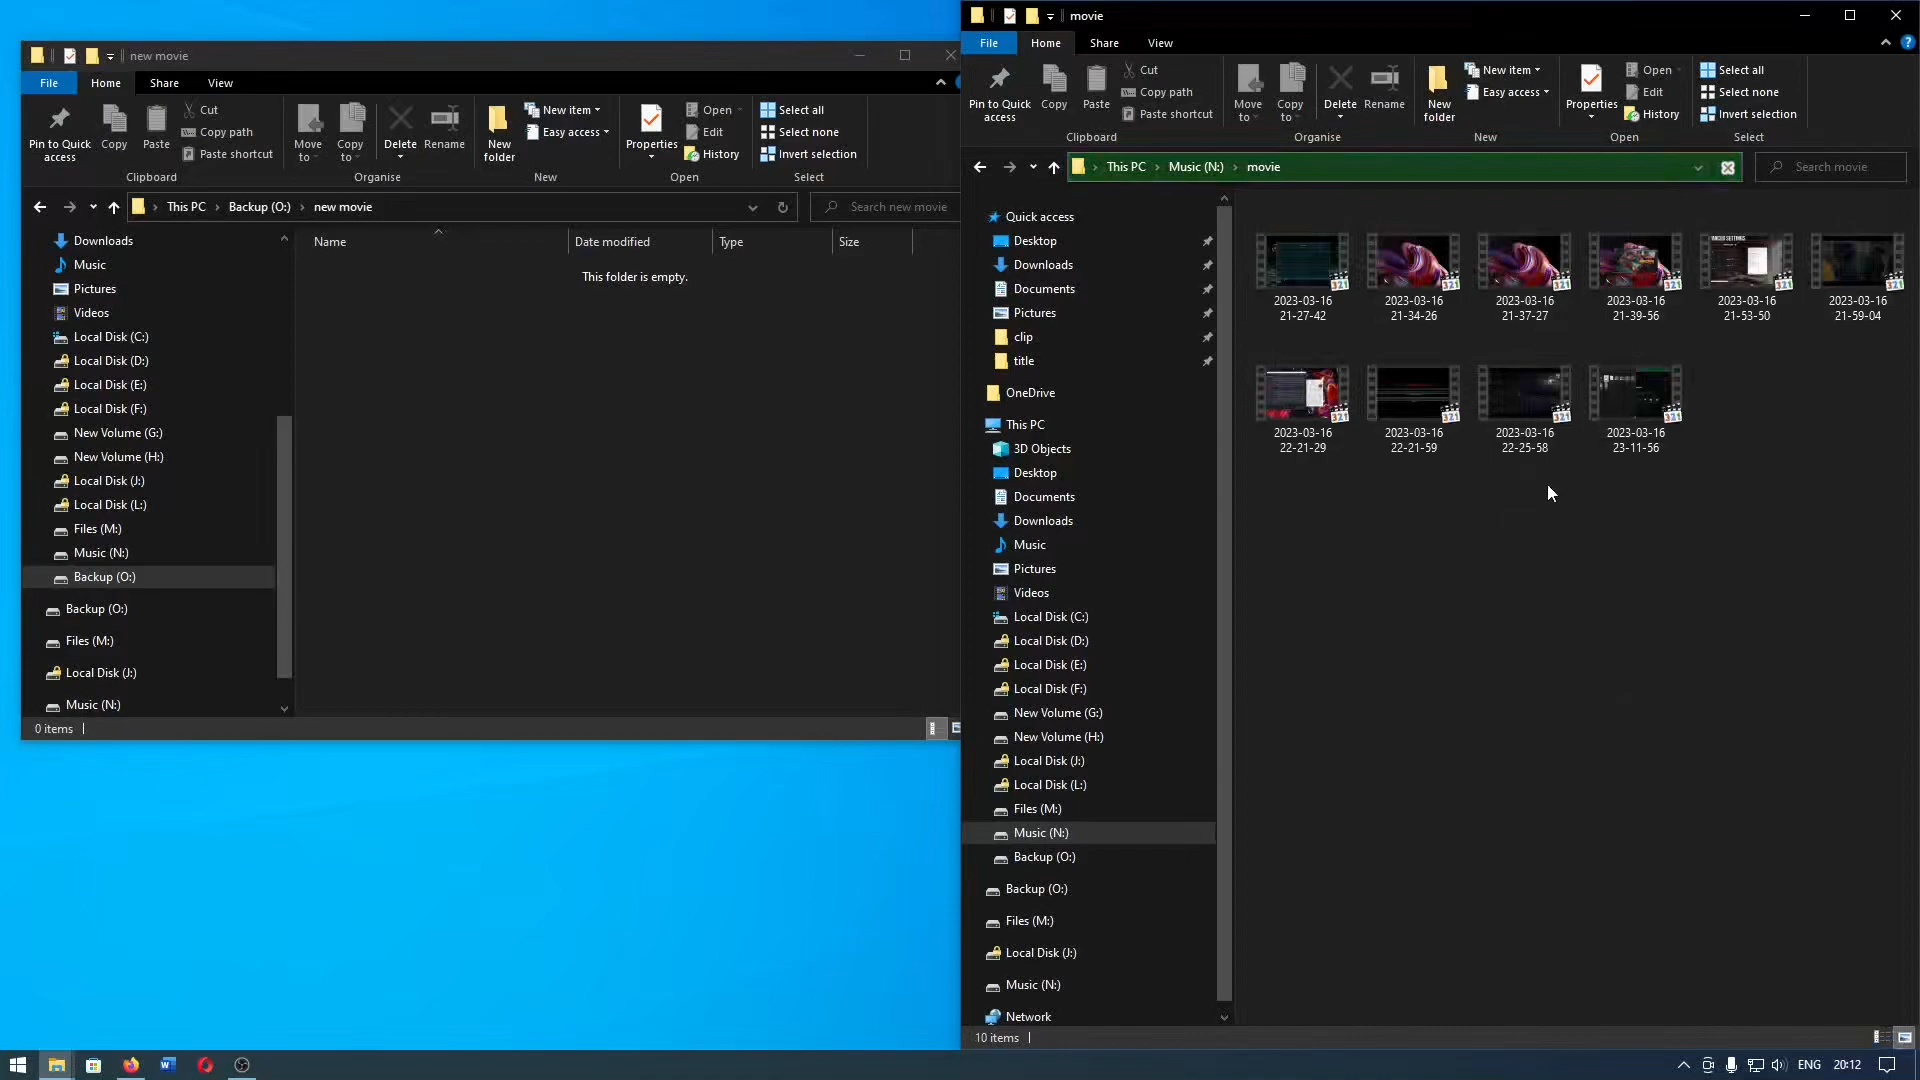 new movie
File Home Share View
Pin to Quick access
Copy
Paste
Cut
Copy path
Paste shortcut
Clipboard
Move to
Copy to
Delete
Rename
Organise
New folder
New item
Easy access
New
Properties
Open
Edit
History
Open
Select all
Select none
Invert selection
Select
This PC > Backup (O:) > new movie
Search new movie
Downloads
Music
Pictures
Videos
Local Disk (C:)
Local Disk (D:)
Local Disk (E:)
Local Disk (F:)
New Volume (G:)
New Volume (H:)
Local Disk (J:)
Local Disk (L:)
Files (M:)
Music (N:)
Backup (O:)
Backup (O:)
Files (M:)
Local Disk (J:)
Music (N:)
Name Date modified Type Size
This folder is empty.
0 items
movie
File Home Share View
Pin to Quick access
Copy
Paste
Cut
Copy path
Paste shortcut
Clipboard
Move to
Copy to
Delete
Rename
Organise
New folder
New item
Easy access
New
Properties
Open
Edit
History
Open
Select all
Select none
Invert selection
Select
This PC > Music (N:) > movie
Search movie
Quick access
Desktop
Downloads
Documents
Pictures
clip
title
OneDrive
This PC
3D Objects
Desktop
Documents
Downloads
Music
Pictures
Videos
Local Disk (C:)
Local Disk (D:)
Local Disk (E:)
Local Disk (F:)
New Volume (G:)
New Volume (H:)
Local Disk (J:)
Local Disk (L:)
Files (M:)
Music (N:)
Backup (O:)
Backup (O:)
Files (M:)
Local Disk (J:)
Music (N:)
Network
2023-03-16 21-27-42
2023-03-16 21-34-26
2023-03-16 21-37-27
2023-03-16 21-39-56
2023-03-16 21-53-50
2023-03-16 21-59-04
2023-03-16 22-21-29
2023-03-16 22-21-59
2023-03-16 22-25-58
2023-03-16 23-11-56
10 items
ENG 20:12